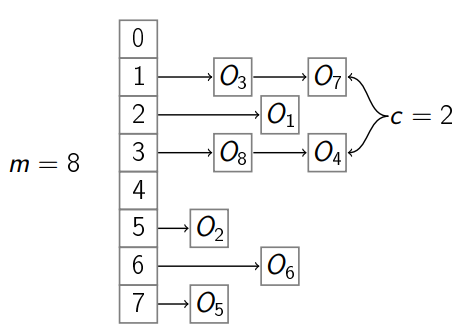 0
1 O₃ O₇
2 O₁ c = 2
3 O₈ O₄
m = 8
4
5 O₂
6 O₆
7 O₅